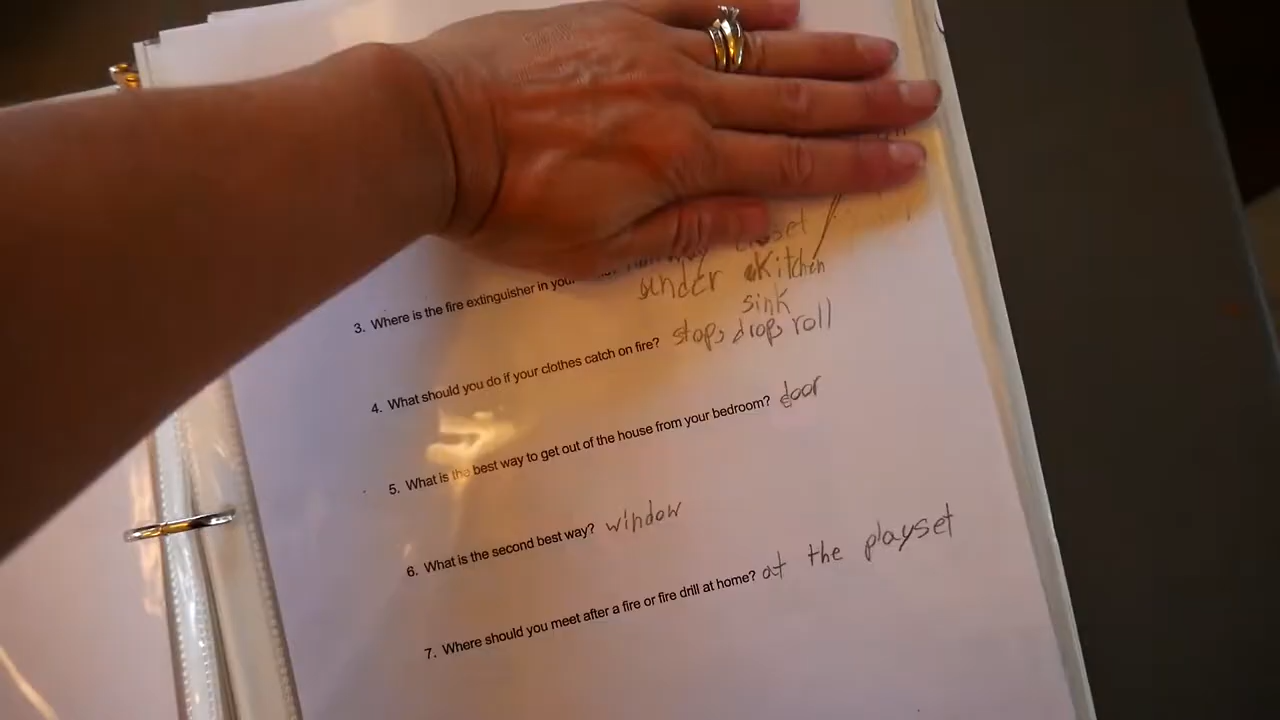 closet
3. Where is the fire extinguisher in your
under kitchen
sink
4. What should you do if your clothes catch on fire? stop, drop, roll
5. What is the best way to get out of the house from your bedroom? door
6. What is the second best way? window
7. Where should you meet after a fire or fire drill at home? at the playset